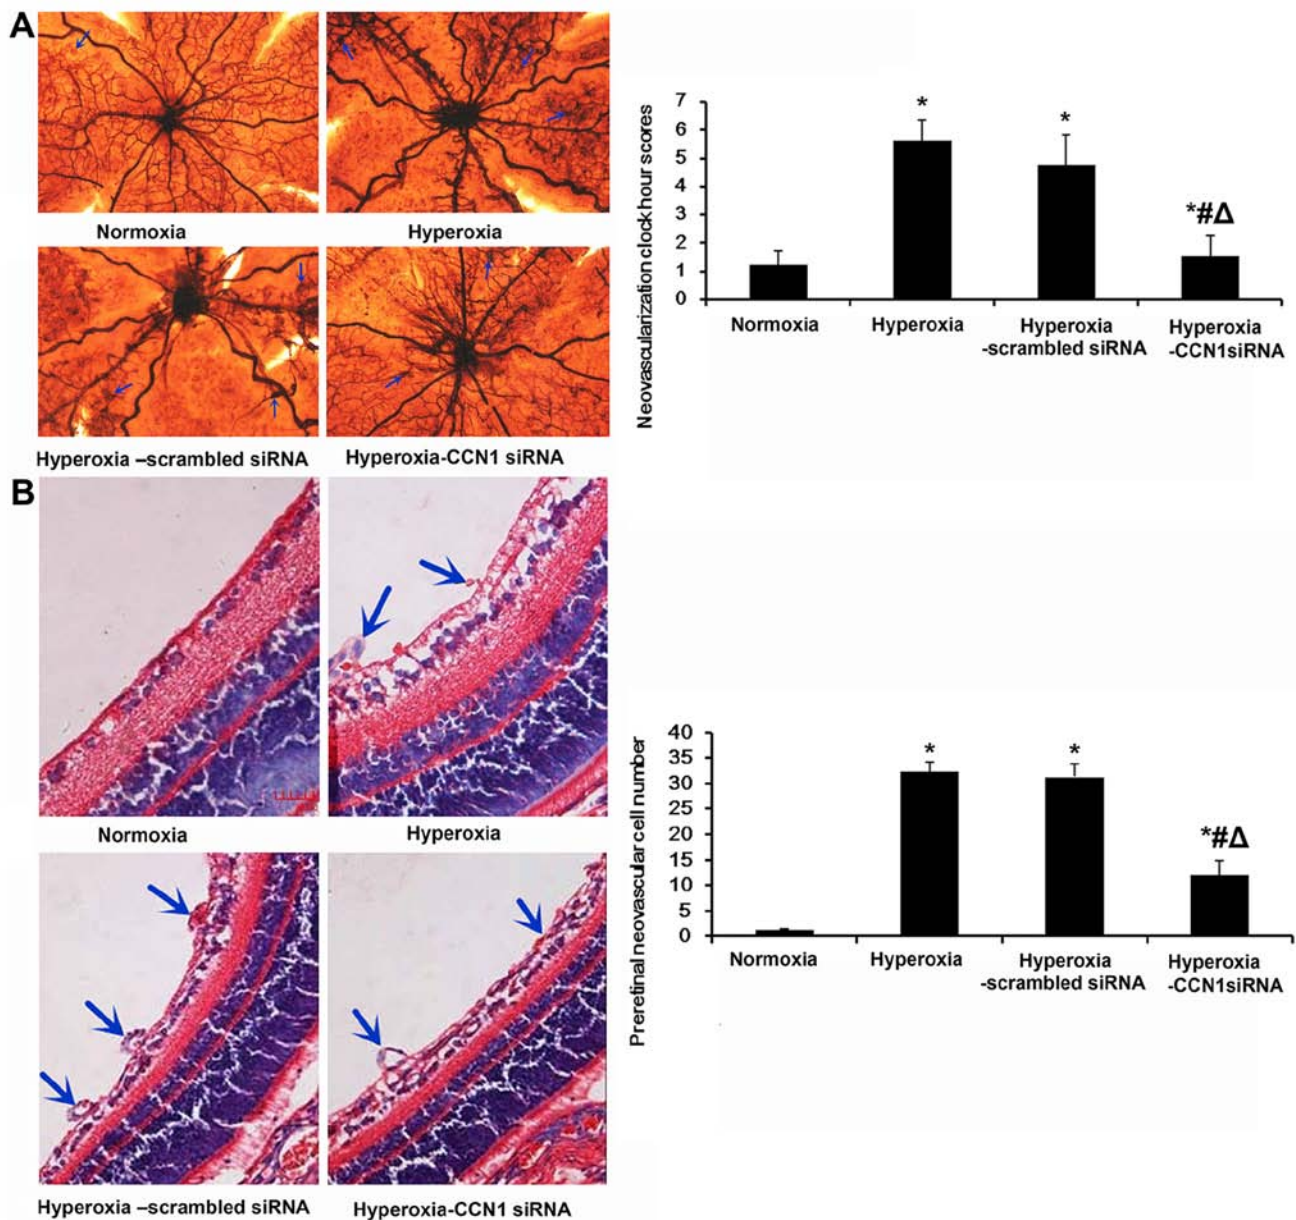 A
Normoxia
Hyperoxia
Hyperoxia –scrambled siRNA
Hyperoxia-CCN1 siRNA
Neovascularization clock hour scores
7
6
5
4
3
2
1
0
*
*
*#Δ
Normoxia
Hyperoxia
Hyperoxia
-scrambled siRNA
Hyperoxia
-CCN1siRNA
B
Normoxia
Hyperoxia
Hyperoxia –scrambled siRNA
Hyperoxia-CCN1 siRNA
Preretinal neovascular cell number
40
35
30
25
20
15
10
5
0
*
*
*#Δ
Normoxia
Hyperoxia
Hyperoxia
-scrambled siRNA
Hyperoxia
-CCN1siRNA